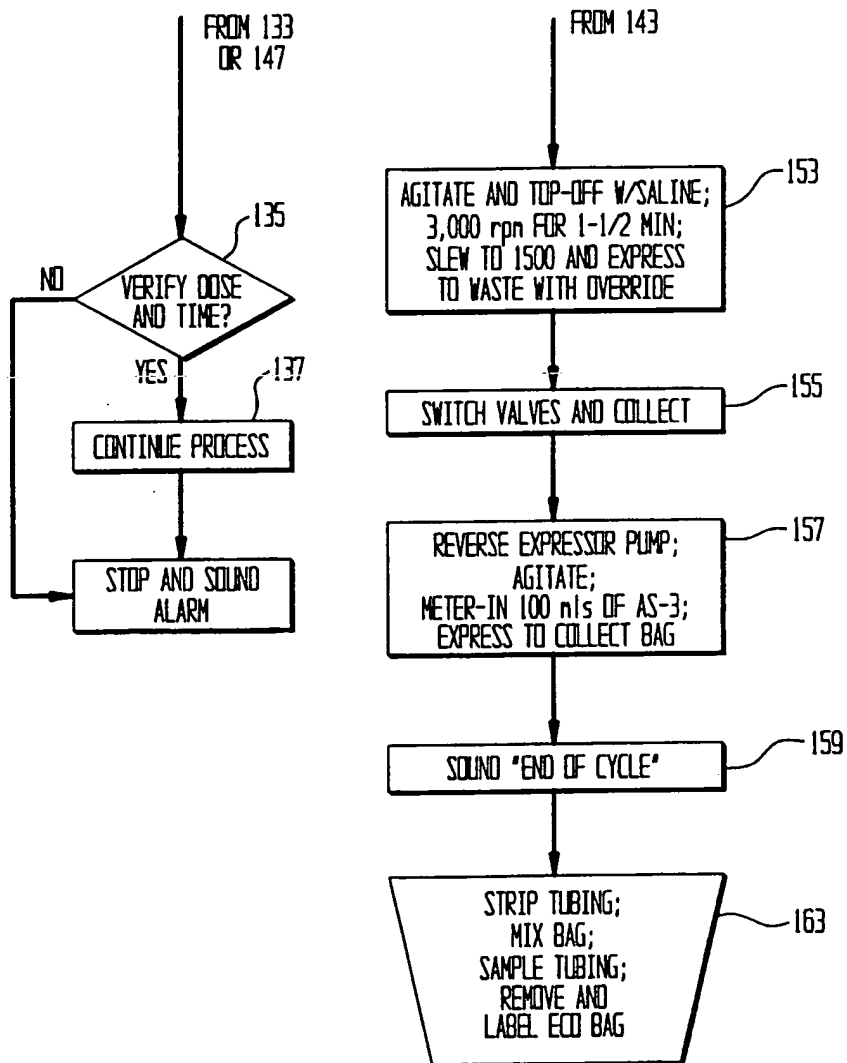 FROM 133
OR 147
135
NO
VERIFY DOSE
AND TIME?
YES
137
CONTINUE PROCESS
STOP AND SOUND
ALARM
FROM 143
153
AGITATE AND TOP-OFF W/SALINE;
3,000 rpm FOR 1-1/2 MIN;
SLEW TO 1500 AND EXPRESS
TO WASTE WITH OVERRIDE
155
SWITCH VALVES AND COLLECT
157
REVERSE EXPRESSOR PUMP;
AGITATE;
METER-IN 100 mls OF AS-3;
EXPRESS TO COLLECT BAG
159
SOUND "END OF CYCLE"
163
STRIP TUBING;
MIX BAG;
SAMPLE TUBING;
REMOVE AND
LABEL ECO BAG